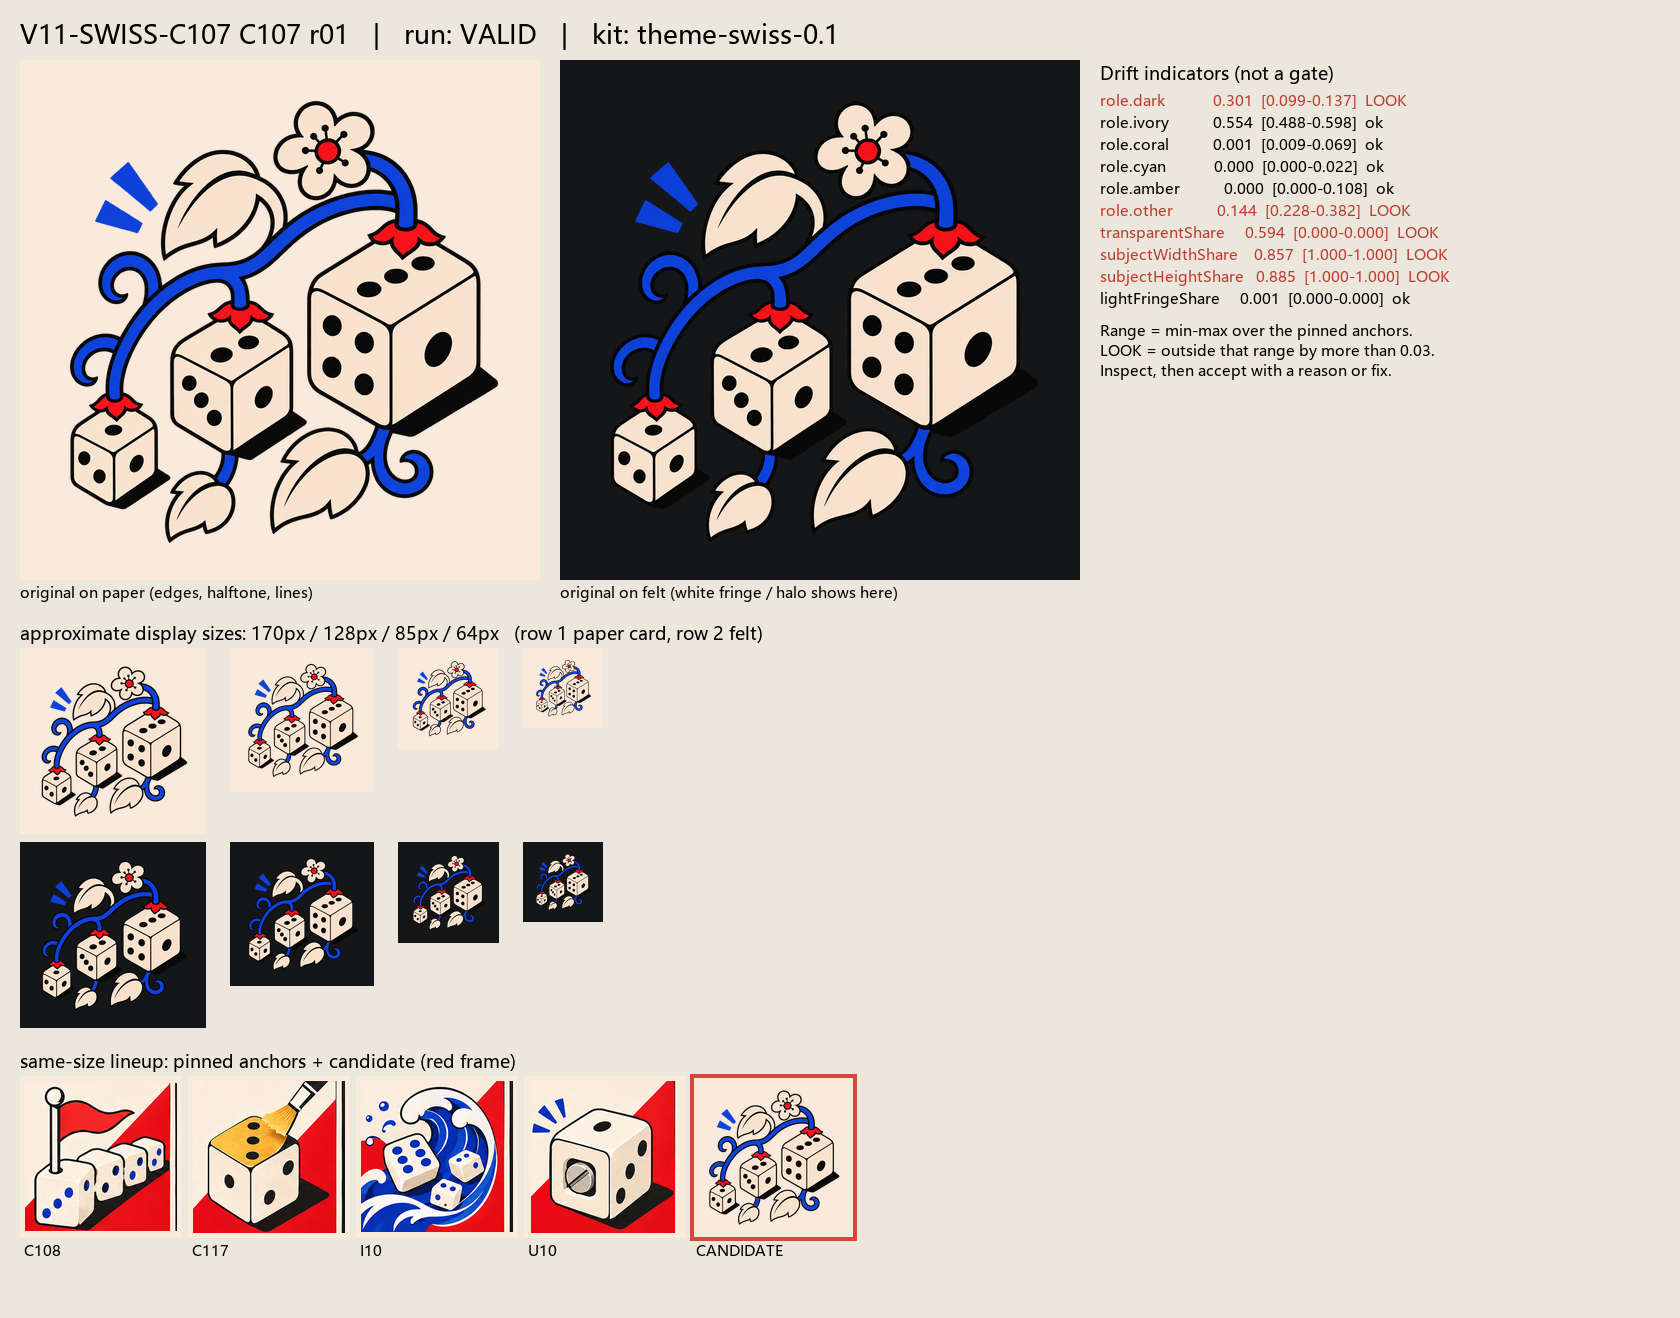 V11-SWISS-C107 C107 r01   |   run: VALID   |   kit: theme-swiss-0.1
Drift indicators (not a gate)
role.dark 0.301 [0.099-0.137] LOOK
role.ivory 0.554 [0.488-0.598] ok
role.coral 0.001 [0.009-0.069] ok
role.cyan 0.000 [0.000-0.022] ok
role.amber 0.000 [0.000-0.108] ok
role.other 0.144 [0.228-0.382] LOOK
transparentShare 0.594 [0.000-0.000] LOOK
subjectWidthShare 0.857 [1.000-1.000] LOOK
subjectHeightShare 0.885 [1.000-1.000] LOOK
lightFringeShare 0.001 [0.000-0.000] ok
Range = min-max over the pinned anchors.
LOOK = outside that range by more than 0.03.
Inspect, then accept with a reason or fix.
original on paper (edges, halftone, lines)
original on felt (white fringe / halo shows here)
approximate display sizes: 170px / 128px / 85px / 64px   (row 1 paper card, row 2 felt)
same-size lineup: pinned anchors + candidate (red frame)
C108
C117
I10
U10
CANDIDATE